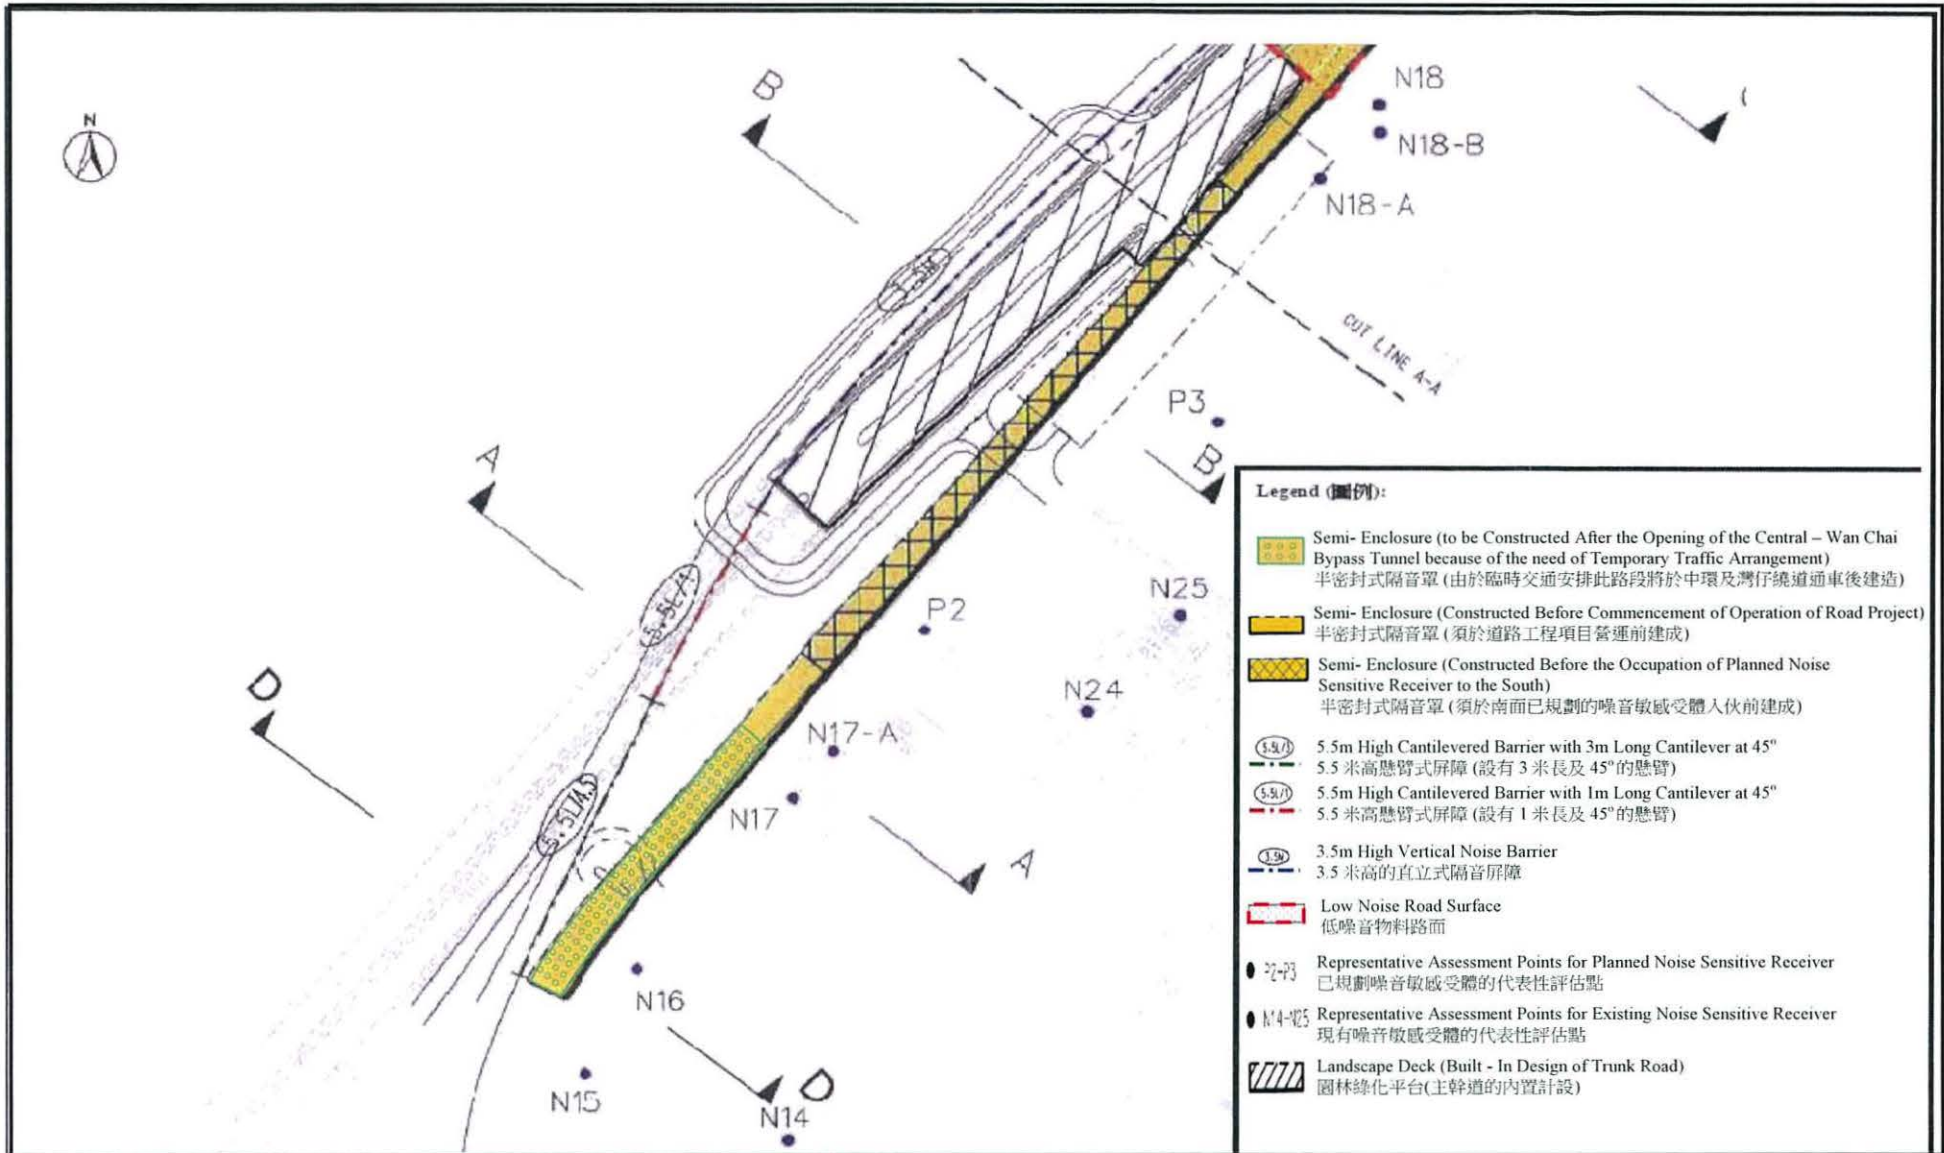 N
B
N18
N18-B
N18-A
CUT LINE A-A
P3
B
A
5.5L/1
P2
N25
N24
D
N17-A
N17
5.5L/4.5
A
N16
N15
D
N14
Legend (圖例):
Semi- Enclosure (to be Constructed After the Opening of the Central – Wan Chai
Bypass Tunnel because of the need of Temporary Traffic Arrangement)
半密封式隔音罩 (由於臨時交通安排此路段將於中環及灣仔繞道通車後建造)
Semi- Enclosure (Constructed Before Commencement of Operation of Road Project)
半密封式隔音罩 (須於道路工程項目營運前建成)
Semi- Enclosure (Constructed Before the Occupation of Planned Noise
Sensitive Receiver to the South)
半密封式隔音罩 (須於南面已規劃的噪音敏感受體入伙前建成)
5.5m High Cantilevered Barrier with 3m Long Cantilever at 45°
5.5 米高懸臂式屏障 (設有 3 米長及 45°的懸臂)
5.5L/1
5.5m High Cantilevered Barrier with 1m Long Cantilever at 45°
5.5 米高懸臂式屏障 (設有 1 米長及 45°的懸臂)
3.5m High Vertical Noise Barrier
3.5 米高的直立式隔音屏障
Low Noise Road Surface
低噪音物料路面
P2-P3 Representative Assessment Points for Planned Noise Sensitive Receiver
已規劃噪音敏感受體的代表性評估點
N14-N25 Representative Assessment Points for Existing Noise Sensitive Receiver
現有噪音敏感受體的代表性評估點
Landscape Deck (Built - In Design of Trunk Road)
園林綠化平台(主幹道的內置計設)